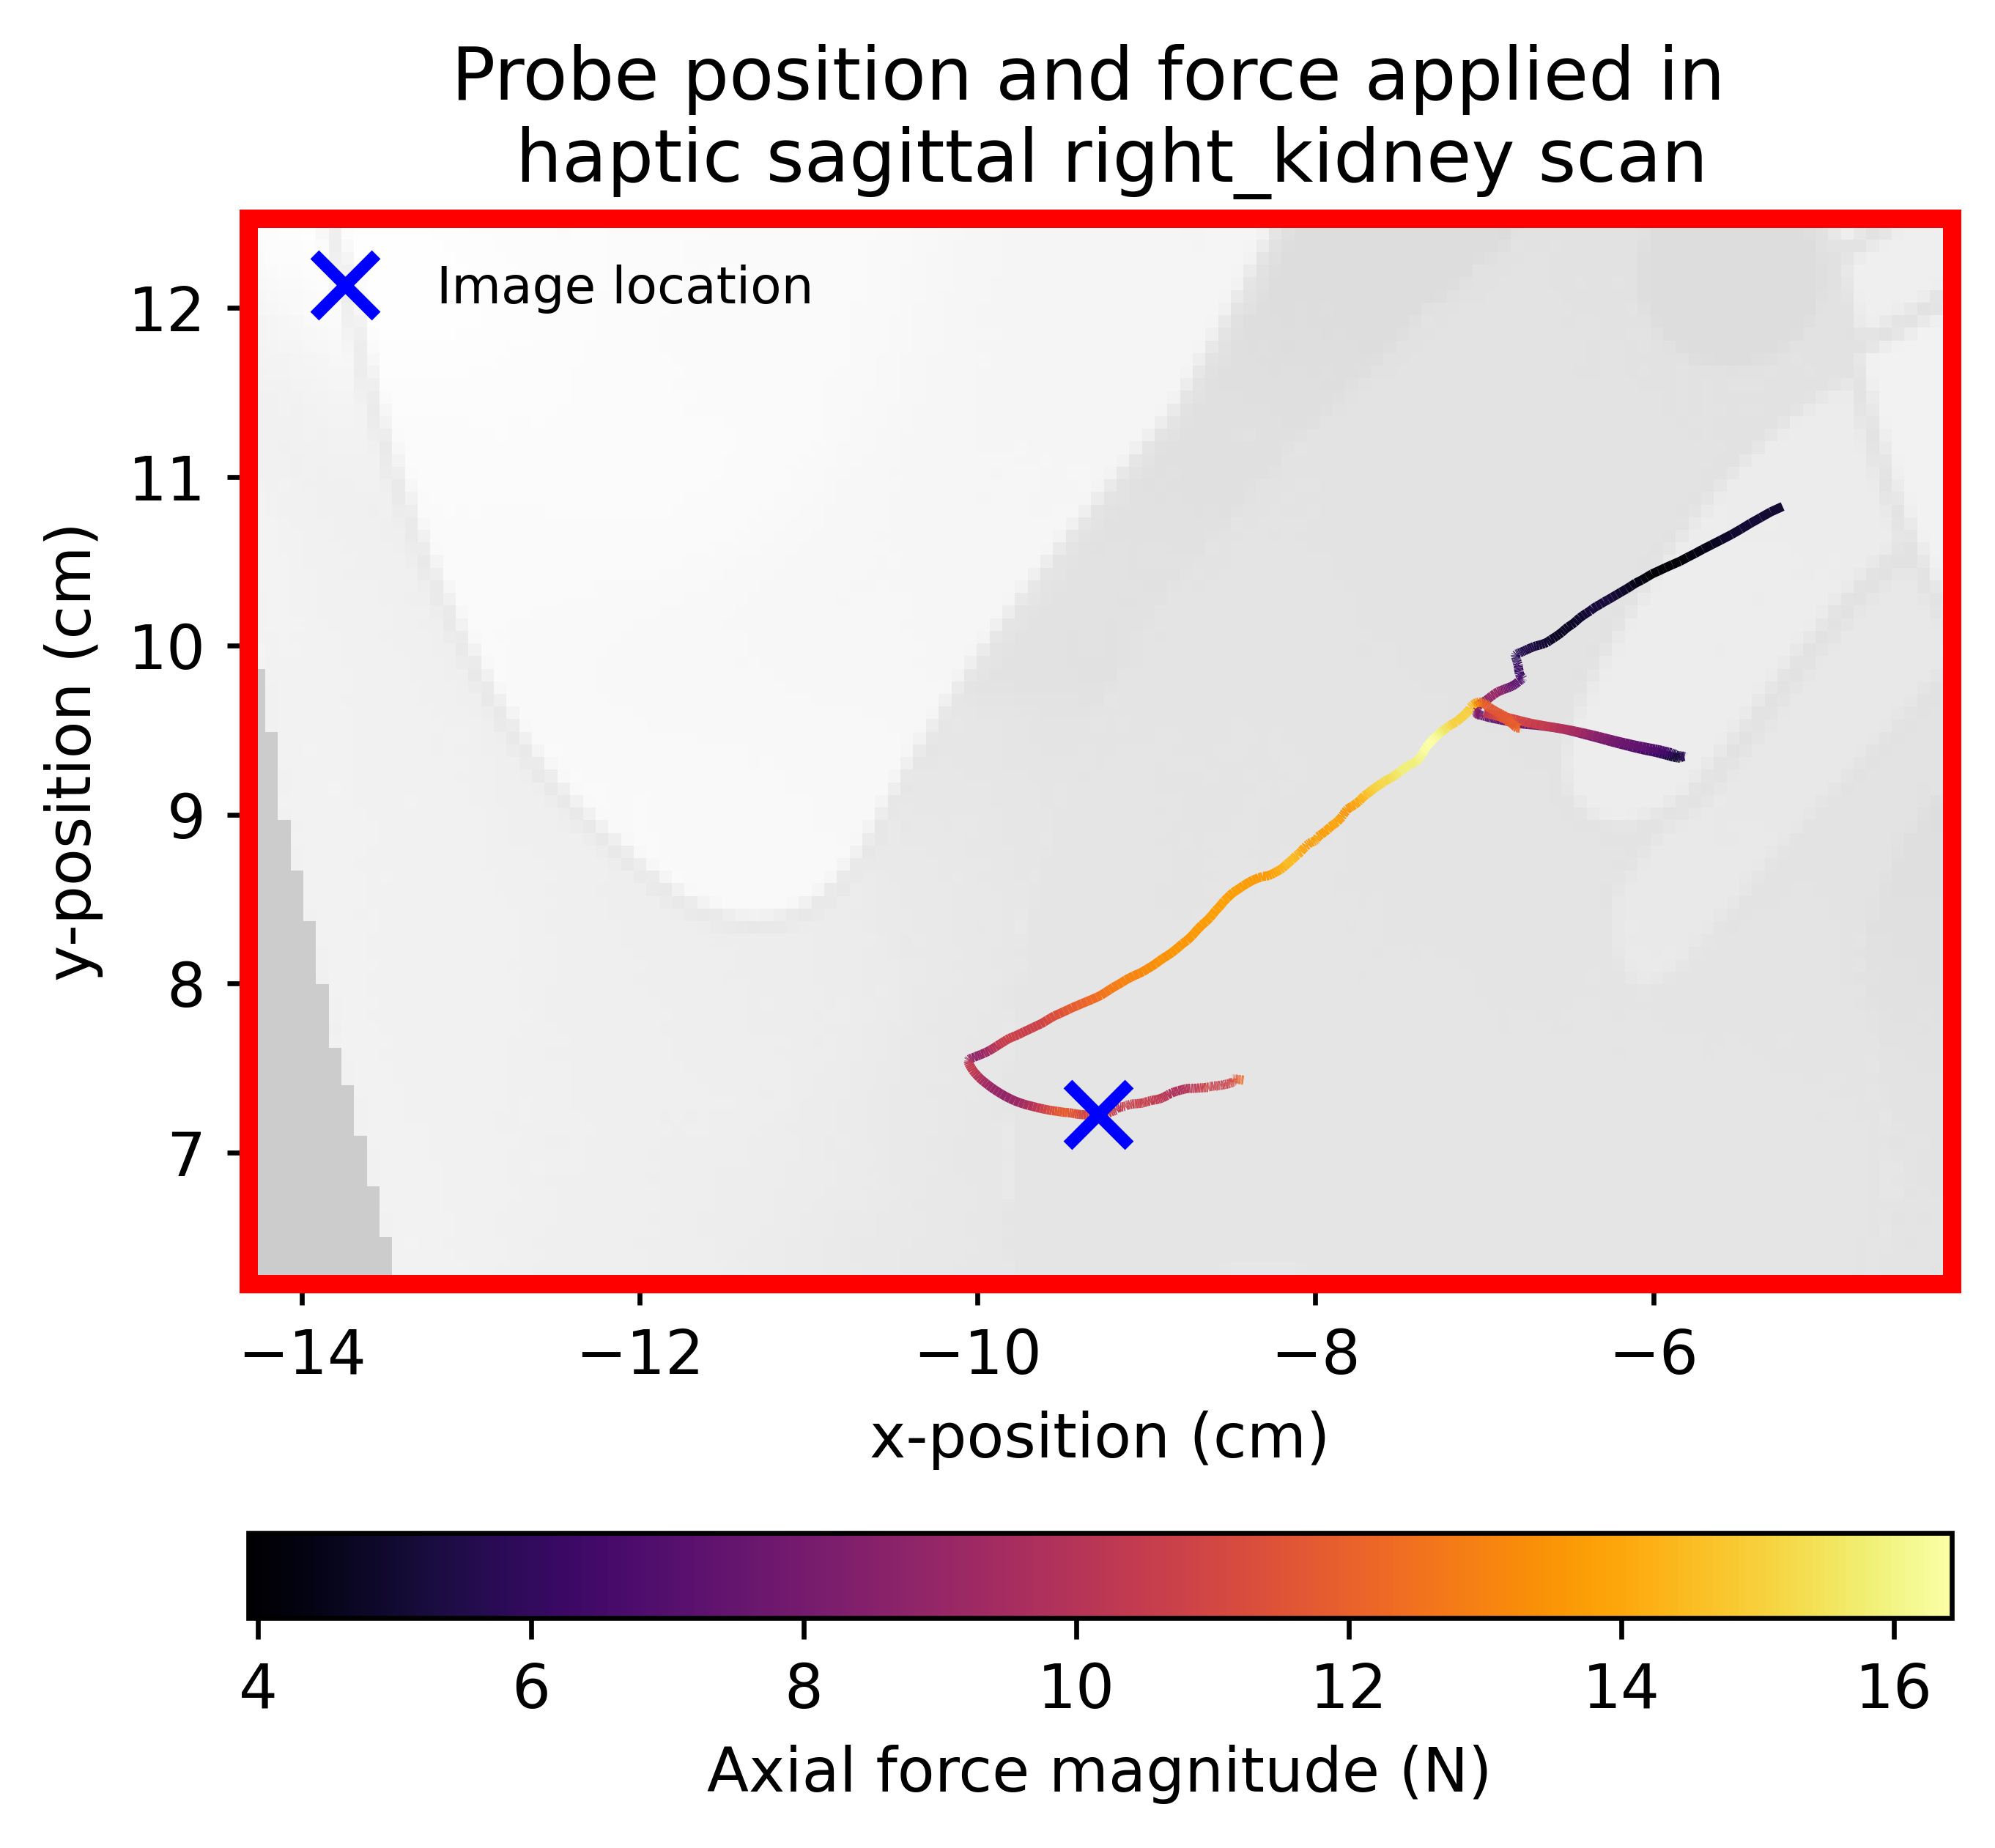 Probe position and force applied in
haptic sagittal right_kidney scan
Image location
12
11
10
9
8
7
y-position (cm)
−14 −12 −10 −8 −6
x-position (cm)
4 6 8 10 12 14 16
Axial force magnitude (N)